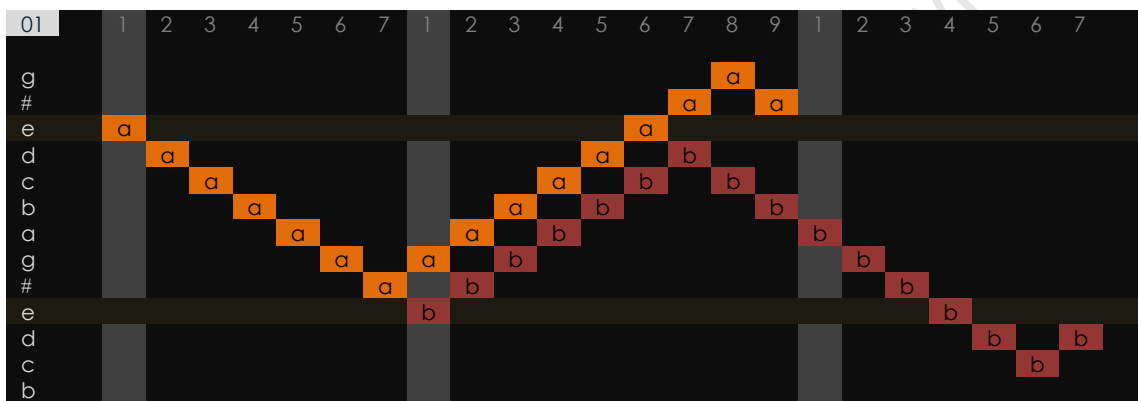 01 1 2 3 4 5 6 7 1 2 3 4 5 6 7 8 9 1 2 3 4 5 6 7
g a
# a a
e a a
d a a b
c a a b b
b a a b b
a a a b b
g a a b b
# a b b
e b b
d b b
c b
b